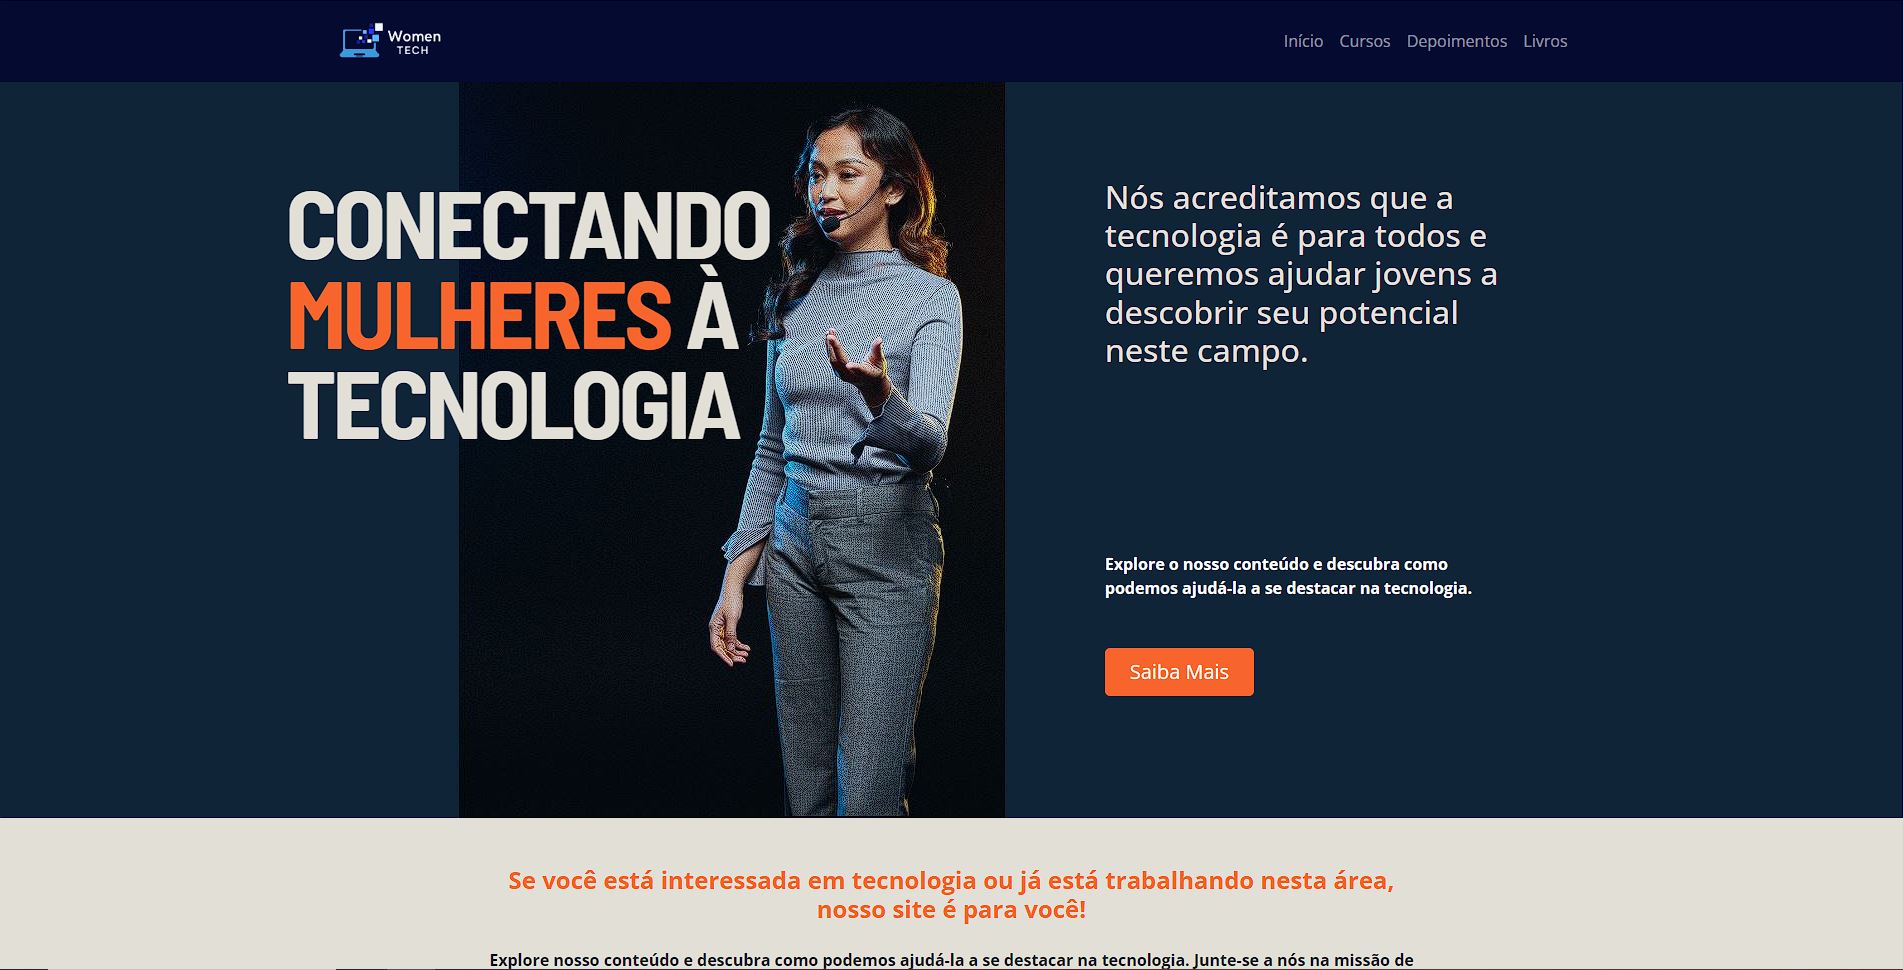 Women
TECH
Início Cursos Depoimentos Livros
CONECTANDO
MULHERES À
TECNOLOGIA
Nós acreditamos que a
tecnologia é para todos e
queremos ajudar jovens a
descobrir seu potencial
neste campo.
Explore o nosso conteúdo e descubra como
podemos ajudá-la a se destacar na tecnologia.
Saiba Mais
Se você está interessada em tecnologia ou já está trabalhando nesta área,
nosso site é para você!
Explore nosso conteúdo e descubra como podemos ajudá-la a se destacar na tecnologia. Junte-se a nós na missão de